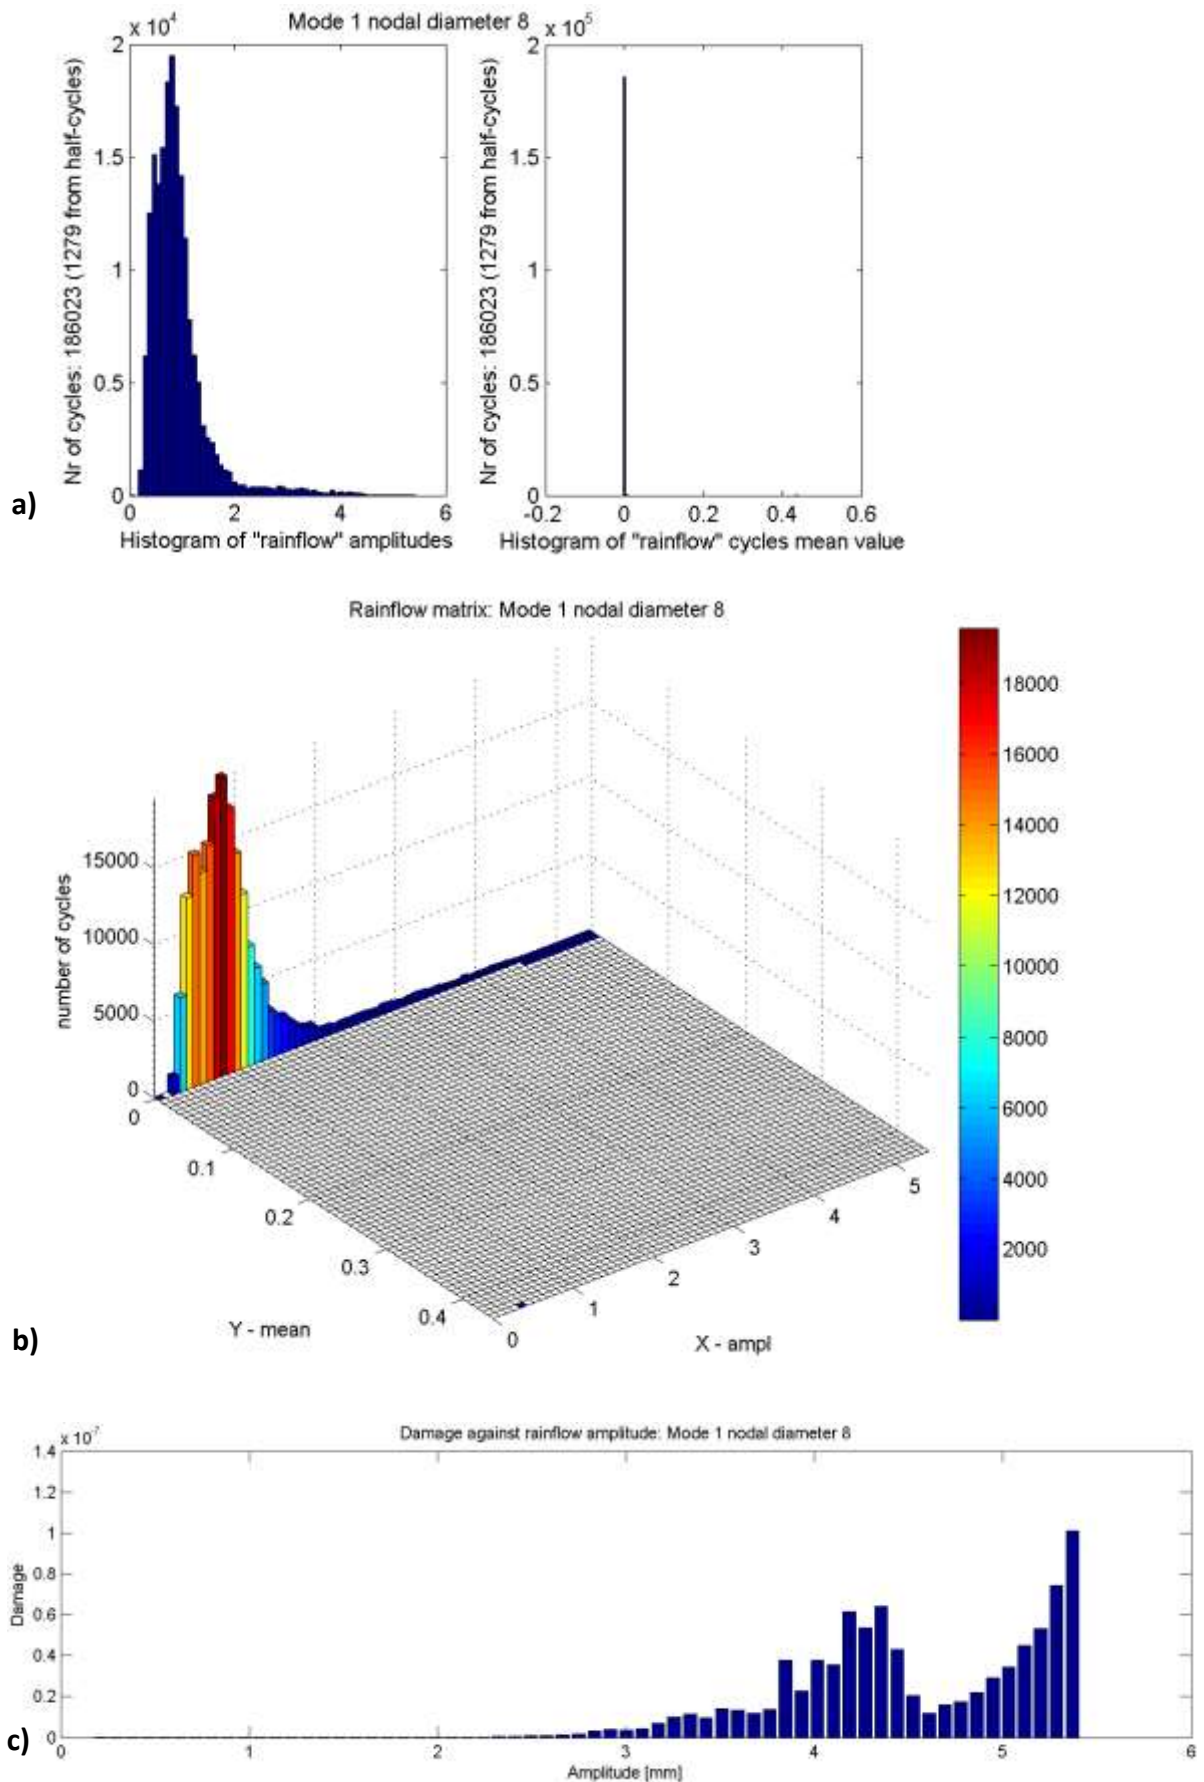 Mode 1 nodal diameter 8
x 10⁴
2
1.5
1
0.5
0
Nr of cycles: 186023 (1279 from half-cycles)
0 2 4 6
Histogram of "rainflow" amplitudes
x 10⁵
2
1.5
1
0.5
0
Nr of cycles: 186023 (1279 from half-cycles)
-0.2 0 0.2 0.4 0.6
Histogram of "rainflow" cycles mean value
a)
Rainflow matrix: Mode 1 nodal diameter 8
15000
10000
5000
0
number of cycles
0
0.1
0.2
0.3
0.4
Y - mean
0
1
2
3
4
5
X - ampl
18000
16000
14000
12000
10000
8000
6000
4000
2000
b)
Damage against rainflow amplitude: Mode 1 nodal diameter 8
x 10⁻⁷
1.4
1.2
1
0.8
0.6
0.4
0.2
0
Damage
0 1 2 3 4 5 6
Amplitude [mm]
c)